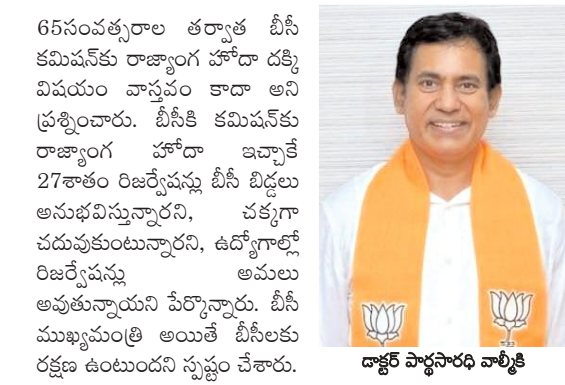 65సంవత్సరాల తర్వాత బీసీ
కమిషన్‌కు రాజ్యాంగ హోదా దక్కి
విషయం వాస్తవం కాదా అని
ప్రశ్నించారు. బీసీకి కమిషన్‌కు
రాజ్యాంగ హోదా ఇచ్చాకే
27శాతం రిజర్వేషన్లు బీసీ బిడ్డలు
అనుభవిస్తున్నారని, చక్కగా
చదువుకుంటున్నారని, ఉద్యోగాల్లో
రిజర్వేషన్లు అమలు
అవుతున్నాయని పేర్కొన్నారు. బీసీ
ముఖ్యమంత్రి అయితే బీసీలకు
రక్షణ ఉంటుందని స్పష్టం చేశారు.
డాక్టర్ పార్థసారధి వాల్మీకి